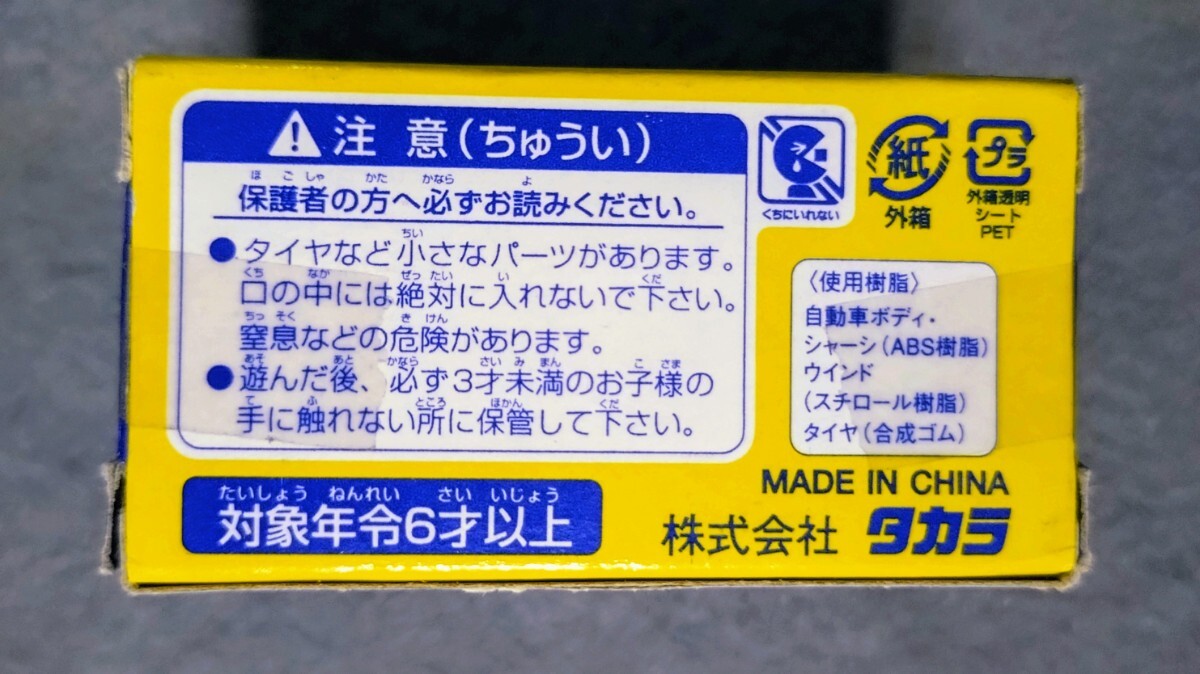 注意(ちゅうい)
保護者の方へ必ずお読みください。
●タイヤなど小さなパーツがあります。
口の中には絶対に入れないで下さい。
窒息などの危険があります。
●遊んだ後、必ず3才未満のお子様の
手に触れない所に保管して下さい。
対象年令6才以上
くちにいれない
紙
外箱
プラ
外箱透明
シート
PET
〈使用樹脂〉
自動車ボディ・
シャーシ(ABS樹脂)
ウインド
(スチロール樹脂)
タイヤ(合成ゴム)
MADE IN CHINA
株式会社 タカラ